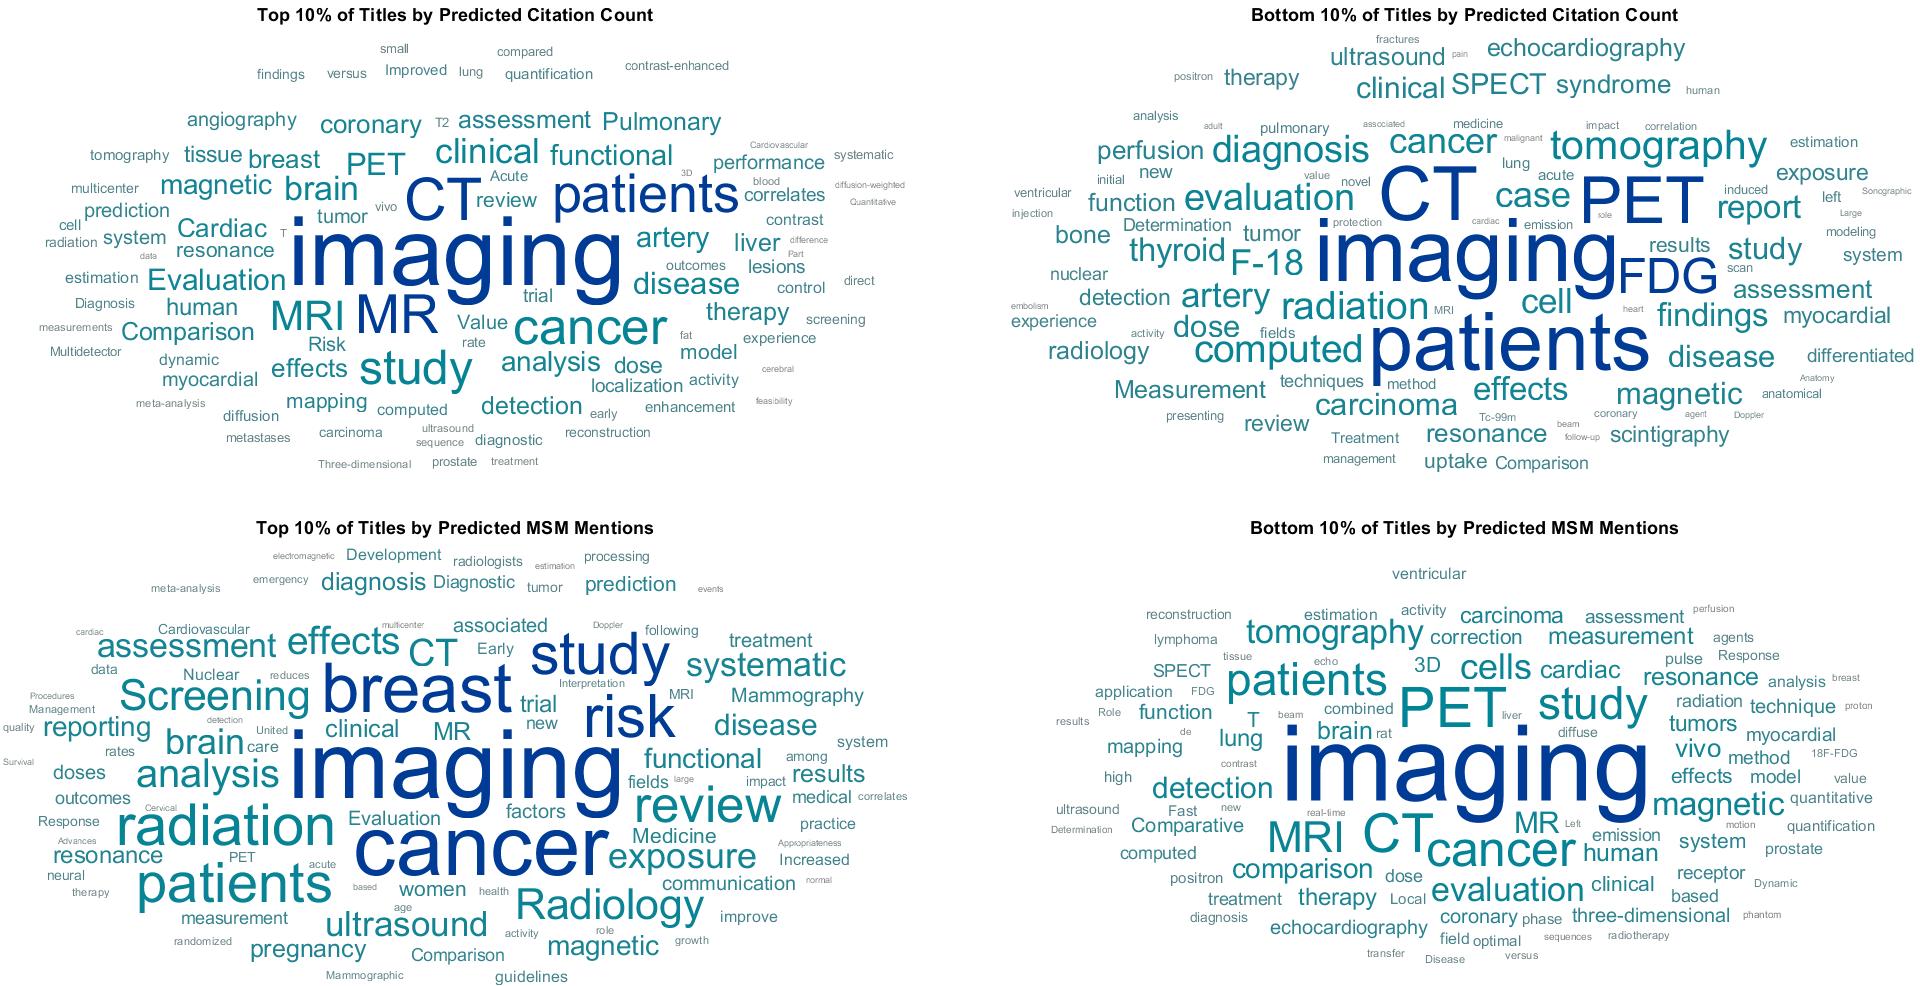 Top 10% of Titles by Predicted Citation Count
small
compared
findings
versus
Improved
lung
quantification
contrast-enhanced
angiography
coronary
T2
assessment
Pulmonary
tomography
tissue
breast
PET
clinical
functional
Cardiovascular
performance
systematic
multicenter
magnetic
brain
CT
Acute
review
patients
3D
blood
correlates
diffusion-weighted
Quantitative
prediction
cell
radiation
system
Cardiac
tumor
vivo
resonance
T
imaging
artery
liver
contrast
difference
Part
data
estimation
Evaluation
outcomes
lesions
disease
control
direct
Diagnosis
human
MRI
MR
trial
Value
cancer
therapy
screening
measurements
Comparison
Risk
rate
fat
experience
Multidetector
dynamic
myocardial
effects
study
analysis
dose
model
localization
activity
cerebral
meta-analysis
mapping
computed
detection
early
enhancement
feasibility
diffusion
metastases
carcinoma
ultrasound
sequence
diagnostic
reconstruction
Three-dimensional
prostate
treatment
Bottom 10% of Titles by Predicted Citation Count
fractures
ultrasound
pain
echocardiography
positron
therapy
clinical
SPECT
syndrome
human
analysis
adult
pulmonary
associated
medicine
malignant
impact
correlation
perfusion
diagnosis
cancer
tomography
estimation
initial
new
value
novel
CT
lung
acute
case
PET
exposure
induced
left
Sonographic
ventricular
injection
function
evaluation
report
Large
modeling
bone
Determination
tumor
protection
cardiac
emission
role
thyroid
F-18
imaging
results
study
system
nuclear
FDG
scan
assessment
embolism
experience
detection
artery
radiation
MRI
cell
heart
findings
myocardial
activity
dose
fields
radiology
computed
patients
disease
differentiated
Measurement
techniques
method
effects
magnetic
Anatomy
anatomical
presenting
review
carcinoma
Tc-99m
beam
coronary
agent
Doppler
Treatment
resonance
follow-up
scintigraphy
management
uptake
Comparison
Top 10% of Titles by Predicted MSM Mentions
electromagnetic
Development
radiologists
estimation
processing
meta-analysis
emergency
diagnosis
Diagnostic
tumor
prediction
events
cardiac
Cardiovascular
multicenter
associated
Doppler
following
assessment
effects
CT
Early
study
treatment
data
Nuclear
reduces
Interpretation
systematic
Procedures
Management
Screening
breast
trial
new
risk
MRI
Mammography
quality
reporting
detection
United
clinical
MR
disease
Survival
rates
brain
care
imaging
functional
among
system
doses
analysis
fields
large
impact
results
outcomes
Cervical
factors
review
medical
correlates
Response
radiation
Evaluation
cancer
Medicine
practice
Advances
resonance
PET
acute
exposure
Appropriateness
Increased
neural
therapy
patients
based
women
health
communication
normal
measurement
age
ultrasound
activity
Radiology
role
improve
randomized
pregnancy
Comparison
magnetic
growth
Mammographic
guidelines
Bottom 10% of Titles by Predicted MSM Mentions
ventricular
reconstruction
estimation
activity
carcinoma
assessment
perfusion
lymphoma
tomography
correction
measurement
agents
tissue
echo
3D
cells
cardiac
pulse
Response
SPECT
patients
resonance
analysis
breast
application
FDG
PET
study
radiation
technique
proton
results
Role
function
T
beam
combined
liver
tumors
de
mapping
lung
brain
rat
diffuse
myocardial
vivo
method
18F-FDG
contrast
imaging
high
detection
effects
model
value
ultrasound
Fast
new
real-time
magnetic
quantitative
Determination
Comparative
MRI
CT
MR
Left
emission
motion
quantification
computed
cancer
human
system
prostate
positron
comparison
dose
receptor
treatment
therapy
Local
evaluation
clinical
based
Dynamic
diagnosis
echocardiography
coronary
phase
three-dimensional
phantom
field
optimal
sequences
radiotherapy
transfer
Disease
versus